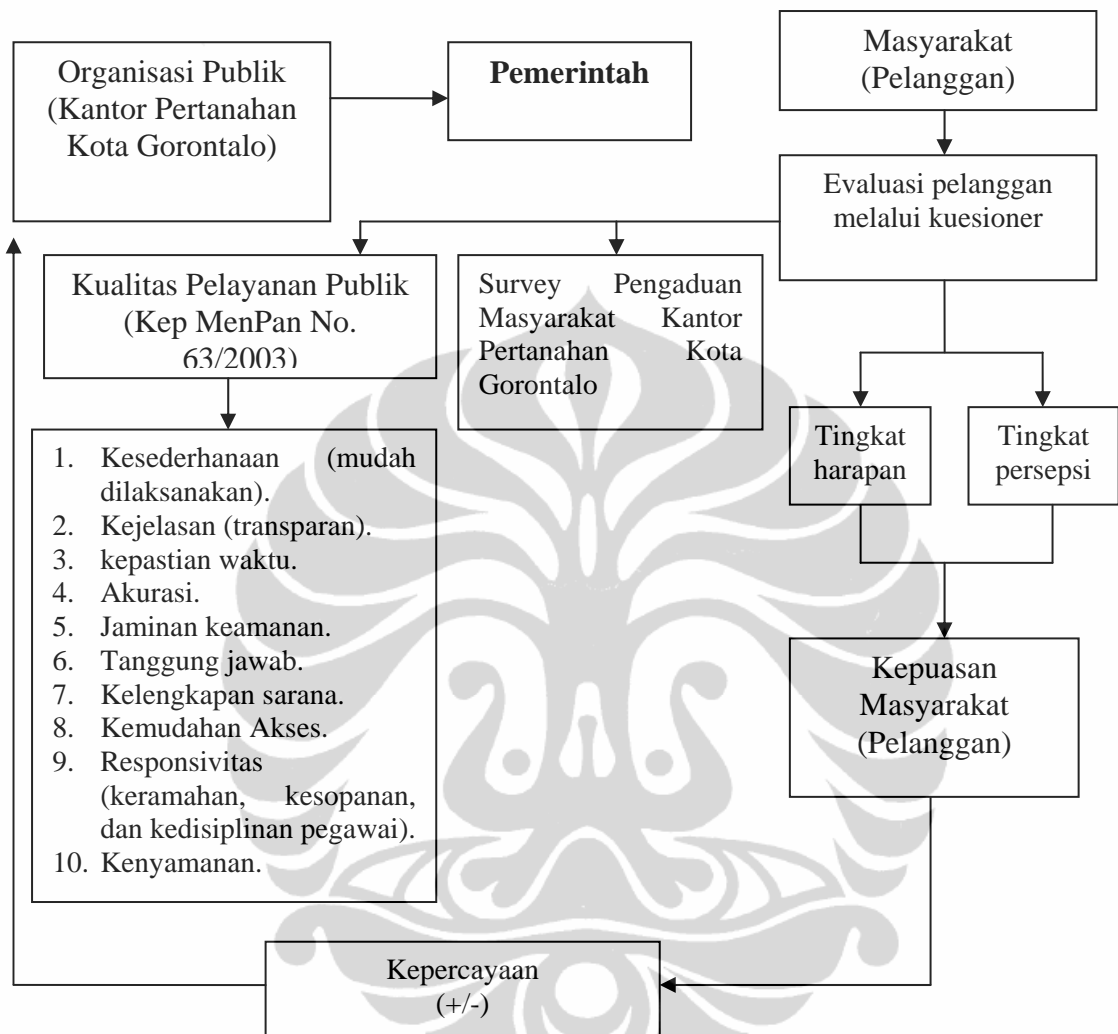 Organisasi Publik
(Kantor Pertanahan
Kota Gorontalo)
Pemerintah
Masyarakat
(Pelanggan)
Evaluasi pelanggan
melalui kuesioner
Kualitas Pelayanan Publik
(Kep MenPan No.
63/2003)
Survey Pengaduan
Masyarakat Kantor
Pertanahan Kota
Gorontalo
Tingkat
harapan
Tingkat
persepsi
1. Kesederhanaan (mudah
dilaksanakan).
2. Kejelasan (transparan).
3. kepastian waktu.
4. Akurasi.
5. Jaminan keamanan.
6. Tanggung jawab.
7. Kelengkapan sarana.
8. Kemudahan Akses.
9. Responsivitas
(keramahan, kesopanan,
dan kedisiplinan pegawai).
10. Kenyamanan.
Kepuasan
Masyarakat
(Pelanggan)
Kepercayaan
(+/-)